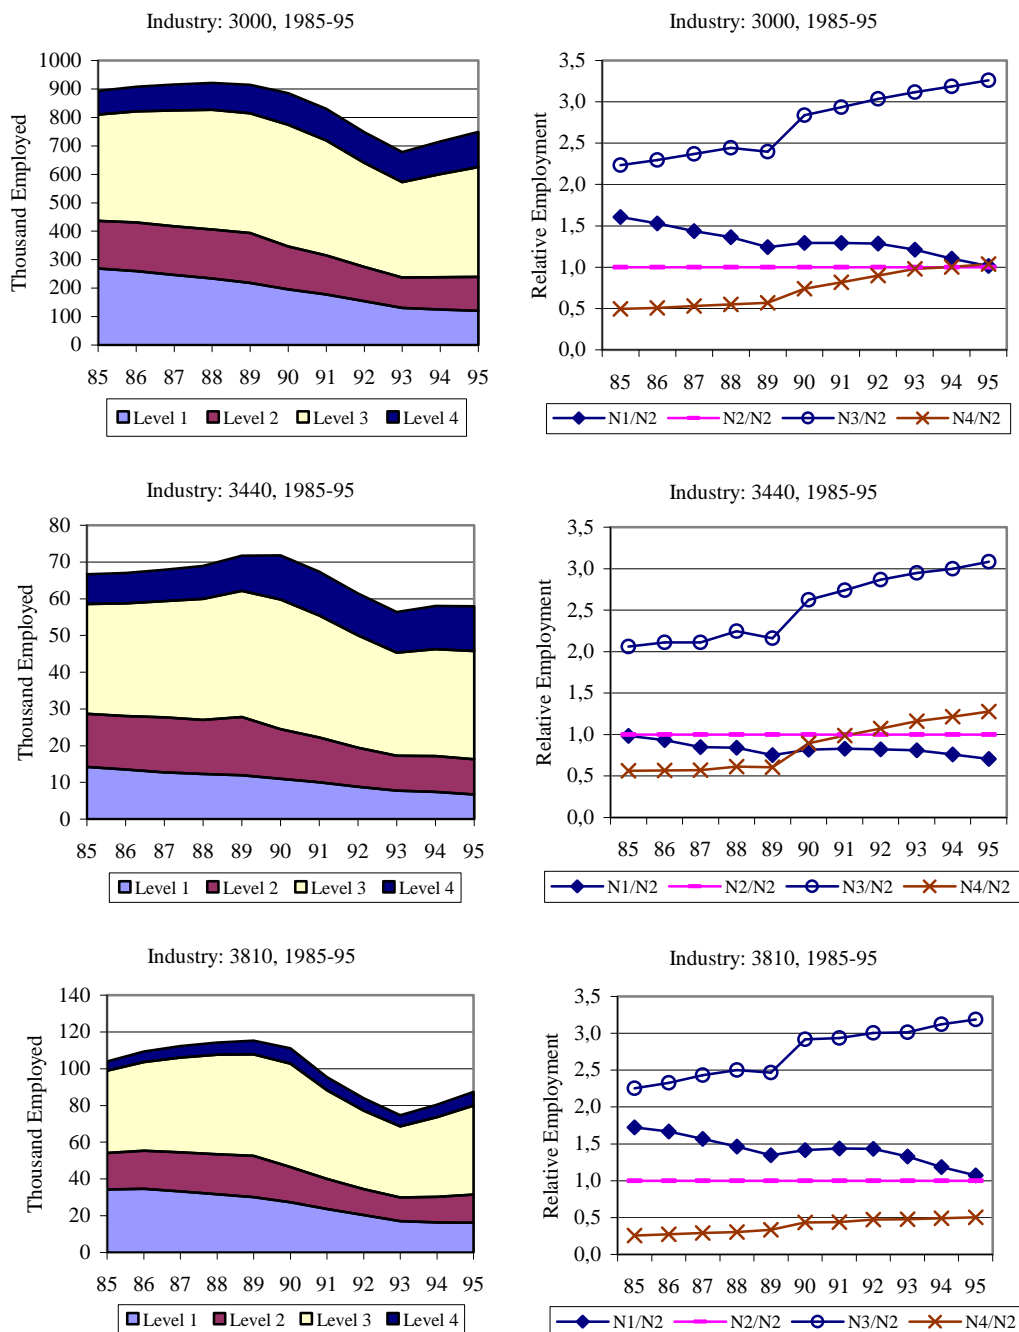 Industry: 3000, 1985-95
Thousand Employed
1000
900
800
700
600
500
400
300
200
100
0
85 86 87 88 89 90 91 92 93 94 95
Level 1 Level 2 Level 3 Level 4
Industry: 3000, 1985-95
Relative Employment
3,5
3,0
2,5
2,0
1,5
1,0
0,5
0,0
85 86 87 88 89 90 91 92 93 94 95
N1/N2 N2/N2 N3/N2 N4/N2
Industry: 3440, 1985-95
Thousand Employed
80
70
60
50
40
30
20
10
0
85 86 87 88 89 90 91 92 93 94 95
Level 1 Level 2 Level 3 Level 4
Industry: 3440, 1985-95
Relative Employment
3,5
3,0
2,5
2,0
1,5
1,0
0,5
0,0
85 86 87 88 89 90 91 92 93 94 95
N1/N2 N2/N2 N3/N2 N4/N2
Industry: 3810, 1985-95
Thousand Employed
140
120
100
80
60
40
20
0
85 86 87 88 89 90 91 92 93 94 95
Level 1 Level 2 Level 3 Level 4
Industry: 3810, 1985-95
Relative Employment
3,5
3,0
2,5
2,0
1,5
1,0
0,5
0,0
85 86 87 88 89 90 91 92 93 94 95
N1/N2 N2/N2 N3/N2 N4/N2